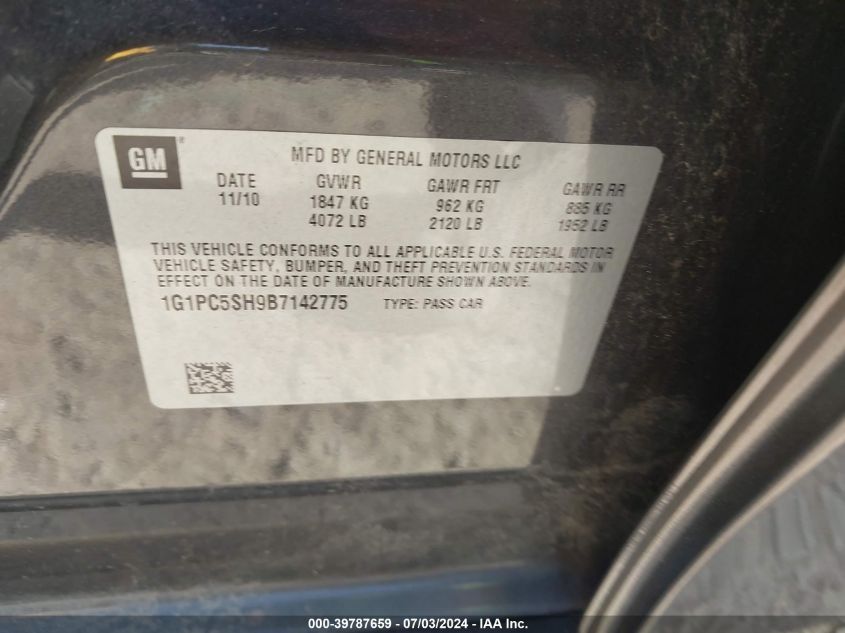 GM®
MFD BY GENERAL MOTORS LLC
DATE GVWR GAWR FRT GAWR RR
11/10 1847 KG 962 KG 885 KG
4072 LB 2120 LB 1952 LB
THIS VEHICLE CONFORMS TO ALL APPLICABLE U.S. FEDERAL MOTOR
VEHICLE SAFETY, BUMPER, AND THEFT PREVENTION STANDARDS IN
EFFECT ON THE DATE OF MANUFACTURE SHOWN ABOVE.
1G1PC5SH9B7142775 TYPE: PASS CAR
000-39787659 - 07/03/2024 - IAA Inc.